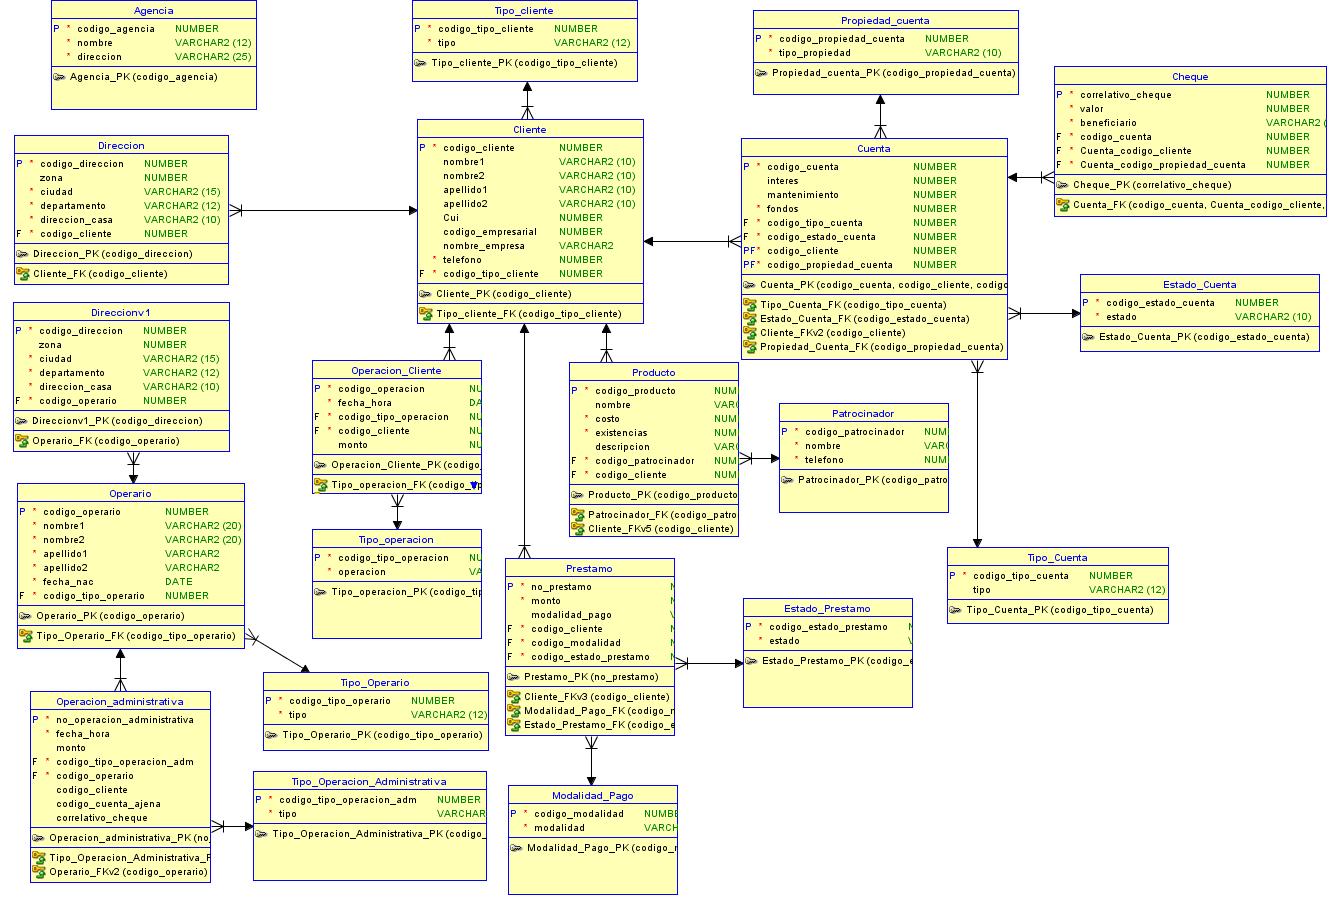 Agencia
P * codigo_agencia NUMBER
* nombre VARCHAR2 (12)
* direccion VARCHAR2 (25)
Agencia_PK (codigo_agencia)
Tipo_cliente
P * codigo_tipo_cliente NUMBER
* tipo VARCHAR2 (12)
Tipo_cliente_PK (codigo_tipo_cliente)
Propiedad_cuenta
P * codigo_propiedad_cuenta NUMBER
* tipo_propiedad VARCHAR2 (10)
Propiedad_cuenta_PK (codigo_propiedad_cuenta)
Cheque
P * correlativo_cheque NUMBER
* valor NUMBER
* beneficiario VARCHAR2 (
F * codigo_cuenta NUMBER
F * Cuenta_codigo_cliente NUMBER
F * Cuenta_codigo_propiedad_cuenta NUMBER
Cheque_PK (correlativo_cheque)
Cuenta_FK (codigo_cuenta, Cuenta_codigo_cliente,
Direccion
P * codigo_direccion NUMBER
zona NUMBER
* ciudad VARCHAR2 (15)
* departamento VARCHAR2 (12)
* direccion_casa VARCHAR2 (10)
F * codigo_cliente NUMBER
Direccion_PK (codigo_direccion)
Cliente_FK (codigo_cliente)
Cliente
P * codigo_cliente NUMBER
nombre1 VARCHAR2 (10)
nombre2 VARCHAR2 (10)
apellido1 VARCHAR2 (10)
apellido2 VARCHAR2 (10)
Cui NUMBER
codigo_empresarial NUMBER
nombre_empresa VARCHAR2
* telefono NUMBER
F * codigo_tipo_cliente NUMBER
Cliente_PK (codigo_cliente)
Tipo_cliente_FK (codigo_tipo_cliente)
Cuenta
P * codigo_cuenta NUMBER
interes NUMBER
mantenimiento NUMBER
* fondos NUMBER
F * codigo_tipo_cuenta NUMBER
F * codigo_estado_cuenta NUMBER
PF* codigo_cliente NUMBER
PF* codigo_propiedad_cuenta NUMBER
Cuenta_PK (codigo_cuenta, codigo_cliente, codigo
Tipo_Cuenta_FK (codigo_tipo_cuenta)
Estado_Cuenta_FK (codigo_estado_cuenta)
Cliente_FKv2 (codigo_cliente)
Propiedad_Cuenta_FK (codigo_propiedad_cuenta)
Estado_Cuenta
P * codigo_estado_cuenta NUMBER
* estado VARCHAR2 (10)
Estado_Cuenta_PK (codigo_estado_cuenta)
Direccionv1
P * codigo_direccion NUMBER
zona NUMBER
* ciudad VARCHAR2 (15)
* departamento VARCHAR2 (12)
* direccion_casa VARCHAR2 (10)
F * codigo_operario NUMBER
Direccionv1_PK (codigo_direccion)
Operario_FK (codigo_operario)
Operacion_Cliente
P * codigo_operacion NU
* fecha_hora DA
F * codigo_tipo_operacion NU
F * codigo_cliente NU
monto NU
Operacion_Cliente_PK (codigo_
Tipo_operacion_FK (codigo_tip
Producto
P * codigo_producto NUM
nombre VAR
* costo NUM
* existencias NUM
descripcion VAR
F * codigo_patrocinador NUM
F * codigo_cliente NUM
Producto_PK (codigo_producto
Patrocinador_FK (codigo_patro
Cliente_FKv5 (codigo_cliente)
Patrocinador
P * codigo_patrocinador NUM
* nombre VAR
* telefono NUM
Patrocinador_PK (codigo_patro
Operario
P * codigo_operario NUMBER
* nombre1 VARCHAR2 (20)
* nombre2 VARCHAR2 (20)
* apellido1 VARCHAR2
* apellido2 VARCHAR2
* fecha_nac DATE
F * codigo_tipo_operario NUMBER
Operario_PK (codigo_operario)
Tipo_Operario_FK (codigo_tipo_operario)
Tipo_operacion
P * codigo_tipo_operacion NU
* operacion VA
Tipo_operacion_PK (codigo_tip
Prestamo
P * no_prestamo N
* monto N
modalidad_pago V
F * codigo_cliente N
F * codigo_modalidad N
F * codigo_estado_prestamo N
Prestamo_PK (no_prestamo)
Cliente_FKv3 (codigo_cliente)
Modalidad_Pago_FK (codigo_m
Estado_Prestamo_FK (codigo_e
Tipo_Cuenta
P * codigo_tipo_cuenta NUMBER
tipo VARCHAR2 (12)
Tipo_Cuenta_PK (codigo_tipo_cuenta)
Estado_Prestamo
P * codigo_estado_prestamo N
* estado V
Estado_Prestamo_PK (codigo_e
Tipo_Operario
P * codigo_tipo_operario NUMBER
* tipo VARCHAR2 (12)
Tipo_Operario_PK (codigo_tipo_operario)
Operacion_administrativa
P * no_operacion_administrativa
* fecha_hora
monto
F * codigo_tipo_operacion_adm
F * codigo_operario
codigo_cliente
codigo_cuenta_ajena
correlativo_cheque
Operacion_administrativa_PK (no
Tipo_Operacion_Administrativa_F
Operario_FKv2 (codigo_operario)
Tipo_Operacion_Administrativa
P * codigo_tipo_operacion_adm NUMBER
* tipo VARCHAR
Tipo_Operacion_Administrativa_PK (codigo_
Modalidad_Pago
P * codigo_modalidad NUMBE
* modalidad VARCH
Modalidad_Pago_PK (codigo_m